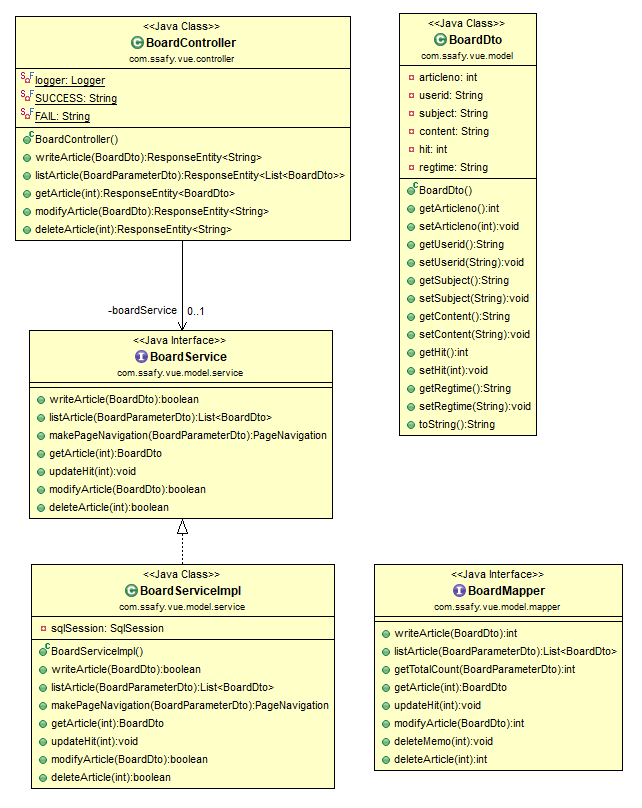 <<Java Class>>
BoardController
com.ssafy.vue.controller
logger: Logger
SUCCESS: String
FAIL: String
BoardController()
writeArticle(BoardDto):ResponseEntity<String>
listArticle(BoardParameterDto):ResponseEntity<List<BoardDto>>
getArticle(int):ResponseEntity<BoardDto>
modifyArticle(BoardDto):ResponseEntity<String>
deleteArticle(int):ResponseEntity<String>
-boardService 0..1
<<Java Interface>>
BoardService
com.ssafy.vue.model.service
writeArticle(BoardDto):boolean
listArticle(BoardParameterDto):List<BoardDto>
makePageNavigation(BoardParameterDto):PageNavigation
getArticle(int):BoardDto
updateHit(int):void
modifyArticle(BoardDto):boolean
deleteArticle(int):boolean
<<Java Class>>
BoardServiceImpl
com.ssafy.vue.model.service
sqlSession: SqlSession
BoardServiceImpl()
writeArticle(BoardDto):boolean
listArticle(BoardParameterDto):List<BoardDto>
makePageNavigation(BoardParameterDto):PageNavigation
getArticle(int):BoardDto
updateHit(int):void
modifyArticle(BoardDto):boolean
deleteArticle(int):boolean
<<Java Class>>
BoardDto
com.ssafy.vue.model
articleno: int
userid: String
subject: String
content: String
hit: int
regtime: String
BoardDto()
getArticleno():int
setArticleno(int):void
getUserid():String
setUserid(String):void
getSubject():String
setSubject(String):void
getContent():String
setContent(String):void
getHit():int
setHit(int):void
getRegtime():String
setRegtime(String):void
toString():String
<<Java Interface>>
BoardMapper
com.ssafy.vue.model.mapper
writeArticle(BoardDto):int
listArticle(BoardParameterDto):List<BoardDto>
getTotalCount(BoardParameterDto):int
getArticle(int):BoardDto
updateHit(int):void
modifyArticle(BoardDto):int
deleteMemo(int):void
deleteArticle(int):int